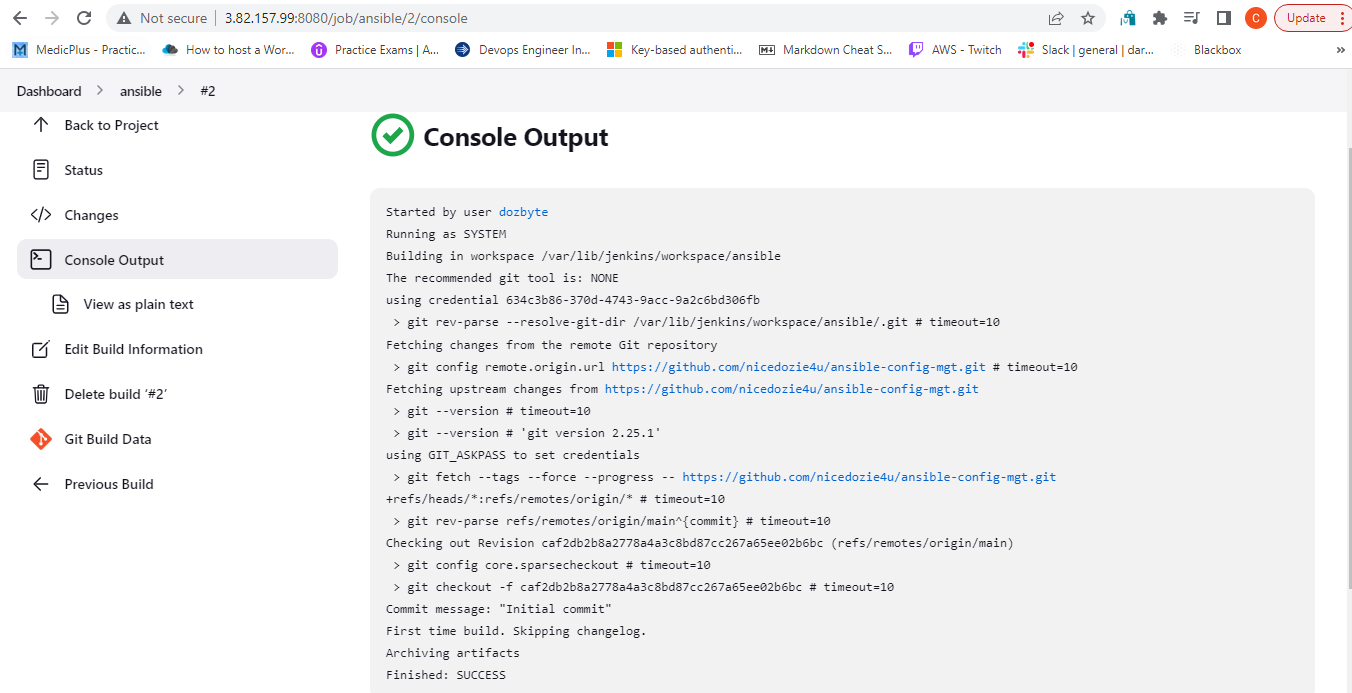 Not secure 3.82.157.99:8080/job/ansible/2/console C Update
M MedicPlus - Practic... How to host a Wor... Practice Exams | A... Devops Engineer In... Key-based authenti... Markdown Cheat S... AWS - Twitch Slack | general | dar... Blackbox »
Dashboard > ansible > #2
Back to Project
Status
Changes
Console Output
View as plain text
Edit Build Information
Delete build ‘#2’
Git Build Data
Previous Build
Console Output
Started by user dozbyte
Running as SYSTEM
Building in workspace /var/lib/jenkins/workspace/ansible
The recommended git tool is: NONE
using credential 634c3b86-370d-4743-9acc-9a2c6bd306fb
> git rev-parse --resolve-git-dir /var/lib/jenkins/workspace/ansible/.git # timeout=10
Fetching changes from the remote Git repository
> git config remote.origin.url https://github.com/nicedozie4u/ansible-config-mgt.git # timeout=10
Fetching upstream changes from https://github.com/nicedozie4u/ansible-config-mgt.git
> git --version # timeout=10
> git --version # 'git version 2.25.1'
using GIT_ASKPASS to set credentials
> git fetch --tags --force --progress -- https://github.com/nicedozie4u/ansible-config-mgt.git
+refs/heads/*:refs/remotes/origin/* # timeout=10
> git rev-parse refs/remotes/origin/main^{commit} # timeout=10
Checking out Revision caf2db2b8a2778a4a3c8bd87cc267a65ee02b6bc (refs/remotes/origin/main)
> git config core.sparsecheckout # timeout=10
> git checkout -f caf2db2b8a2778a4a3c8bd87cc267a65ee02b6bc # timeout=10
Commit message: "Initial commit"
First time build. Skipping changelog.
Archiving artifacts
Finished: SUCCESS